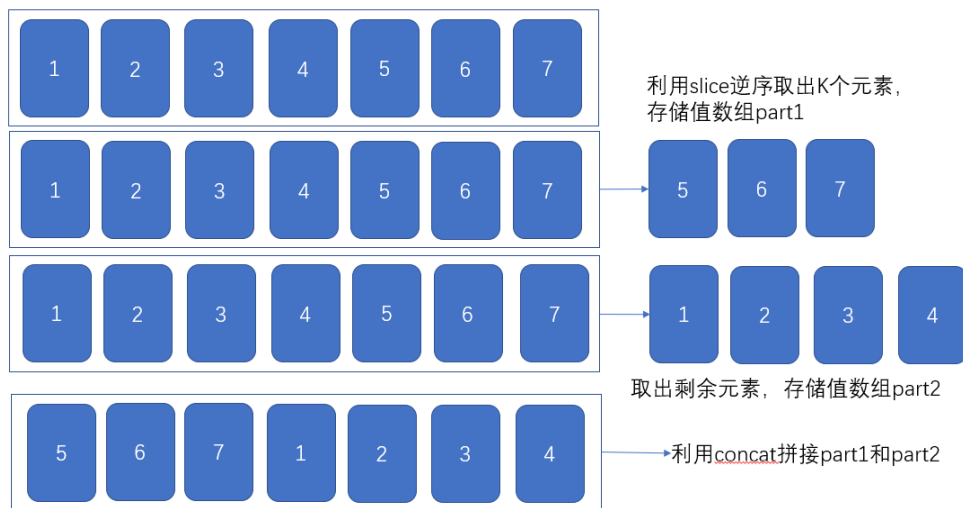 1 2 3 4 5 6 7
利用slice逆序取出K个元素，
存储值数组part1
1 2 3 4 5 6 7
5 6 7
1 2 3 4 5 6 7
1 2 3 4
取出剩余元素，存储值数组part2
5 6 7 1 2 3 4
利用concat拼接part1和part2